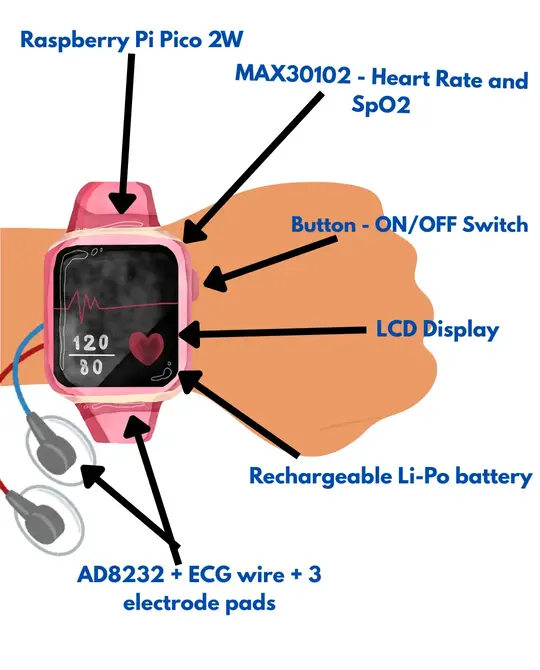 Raspberry Pi Pico 2W
MAX30102 - Heart Rate and
SpO2
Button - ON/OFF Switch
LCD Display
120
80
Rechargeable Li-Po battery
AD8232 + ECG wire + 3
electrode pads